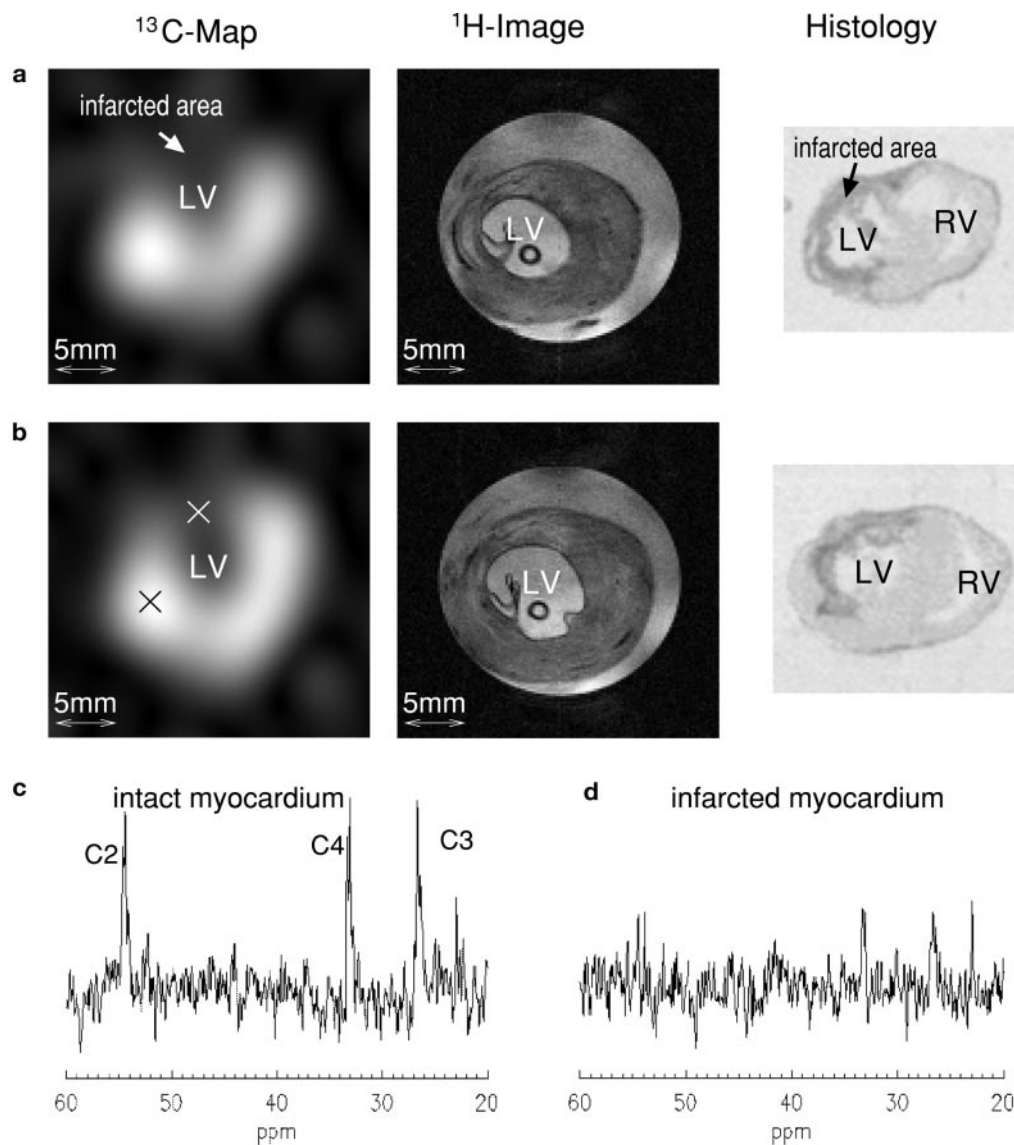 ¹³C-Map ¹H-Image Histology
a
infarcted area
LV
5mm
LV
infarcted area
LV
RV
b
LV
5mm
LV
LV
RV
c
intact myocardium
C2
C4
C3
60 50 40 30 20
ppm
d
infarcted myocardium
60 50 40 30 20
ppm